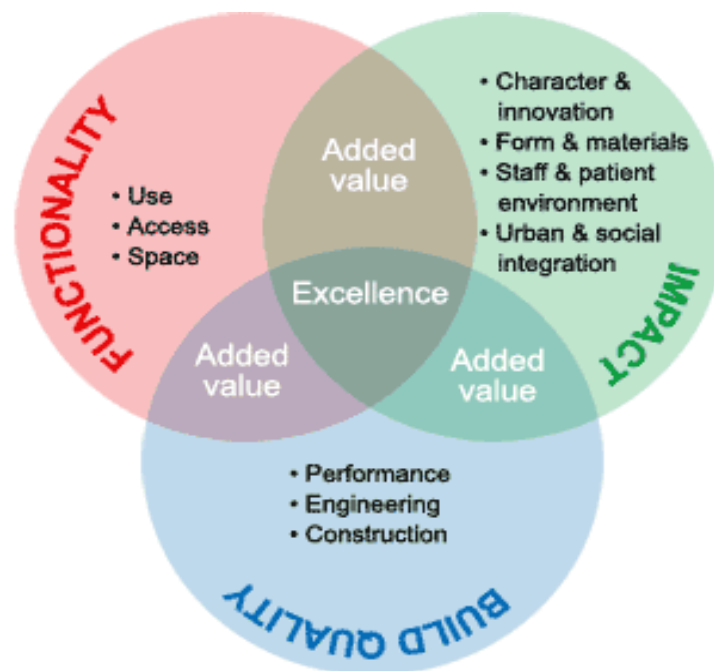 FUNCTIONALITY
• Use
• Access
• Space
Added
value
• Character &
innovation
• Form & materials
• Staff & patient
environment
• Urban & social
integration
IMPACT
Excellence
Added
value
Added
value
• Performance
• Engineering
• Construction
BUILD QUALITY